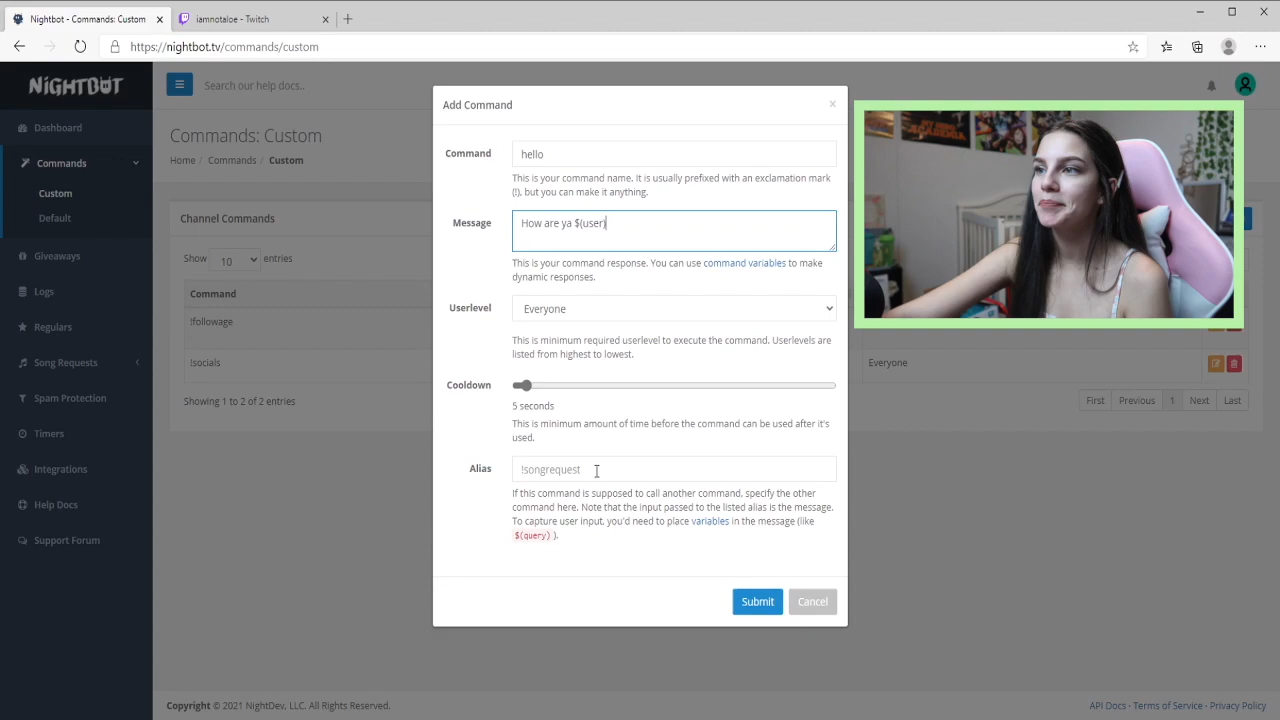 Nightbot - Commands: Custom
iamnotaloe - Twitch
https://nightbot.tv/commands/custom
NIGHTBOT
Search our help docs..
Dashboard
Commands
Custom
Default
Giveaways
Logs
Regulars
Song Requests
Spam Protection
Timers
Integrations
Help Docs
Support Forum
Commands: Custom
Home / Commands / Custom
Channel Commands
Show 10 entries
Command
!followage
!socials
Everyone
Showing 1 to 2 of 2 entries
First Previous 1 Next Last
Add Command
Command hello
This is your command name. It is usually prefixed with an exclamation mark
(!), but you can make it anything.
Message How are ya $(user)
This is your command response. You can use command variables to make
dynamic responses.
Userlevel Everyone
This is minimum required userlevel to execute the command. Userlevels are
listed from highest to lowest.
Cooldown
5 seconds
This is minimum amount of time before the command can be used after it's
used.
Alias !songrequest
If this command is supposed to call another command, specify the other
command here. Note that the input passed to the listed alias is the message.
To capture user input, you'd need to place variables in the message (like
$(query) ).
Submit Cancel
Copyright © 2021 NightDev, LLC. All Rights Reserved.
API Docs · Terms of Service · Privacy Policy